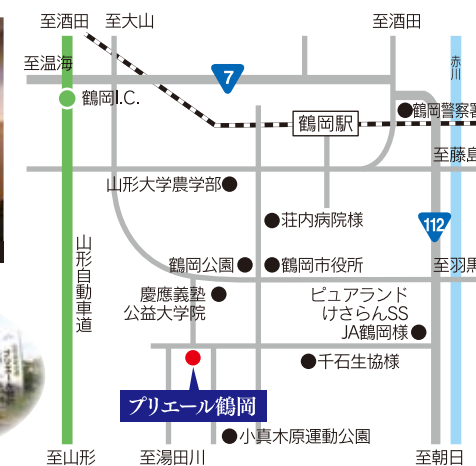 至酒田
至大山
至酒田
至温海
7
赤川
鶴岡I.C.
鶴岡警察署
鶴岡駅
至藤島
山形大学農学部
荘内病院様
112
山形自動車道
鶴岡公園
鶴岡市役所
至羽黒
慶應義塾
公益大学院
ピュアランド
けさらんSS
JA鶴岡様
千石生協様
プリエール鶴岡
小真木原運動公園
至山形
至湯田川
至朝日